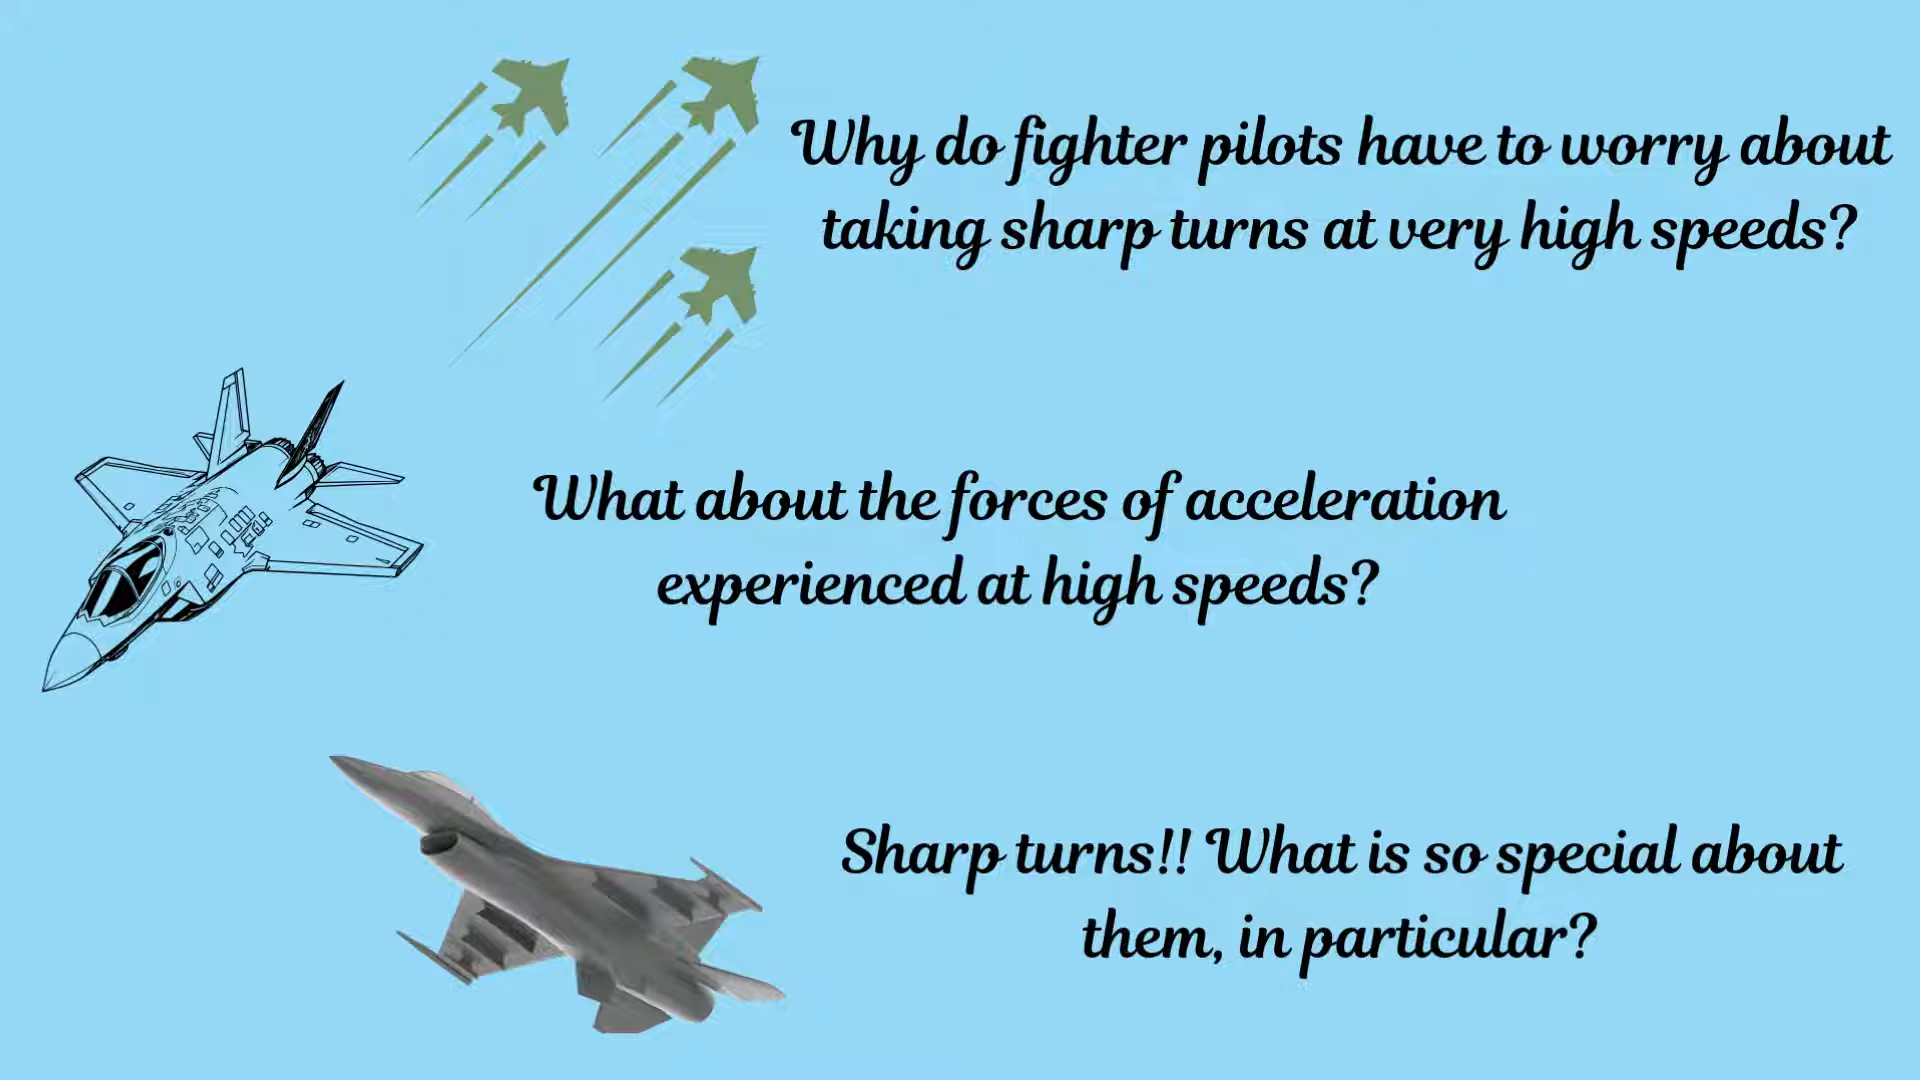 Why do fighter pilots have to worry about
taking sharp turns at very high speeds?
What about the forces of acceleration
experienced at high speeds?
Sharp turns!! What is so special about
them, in particular?